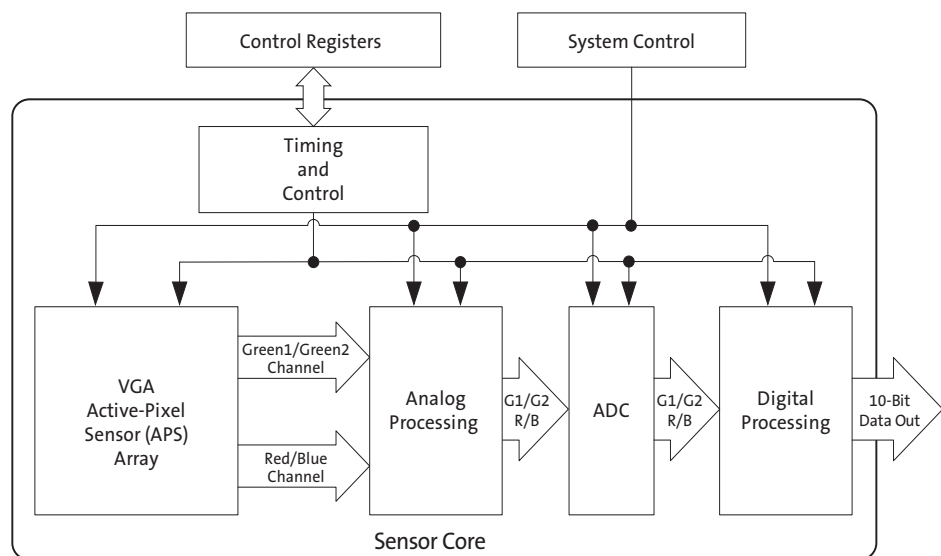 Control Registers
System Control
Timing
and
Control
VGA
Active-Pixel
Sensor (APS)
Array
Green1/Green2
Channel
Red/Blue
Channel
Analog
Processing
G1/G2
R/B
ADC
G1/G2
R/B
Digital
Processing
10-Bit
Data Out
Sensor Core